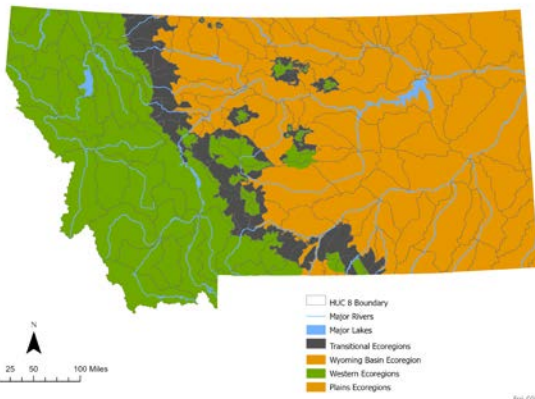 HUC 8 Boundary
Major Rivers
Major Lakes
Transitional Ecoregions
Wyoming Basin Ecoregion
Western Ecoregions
Plains Ecoregions
N
25 50 100 Miles